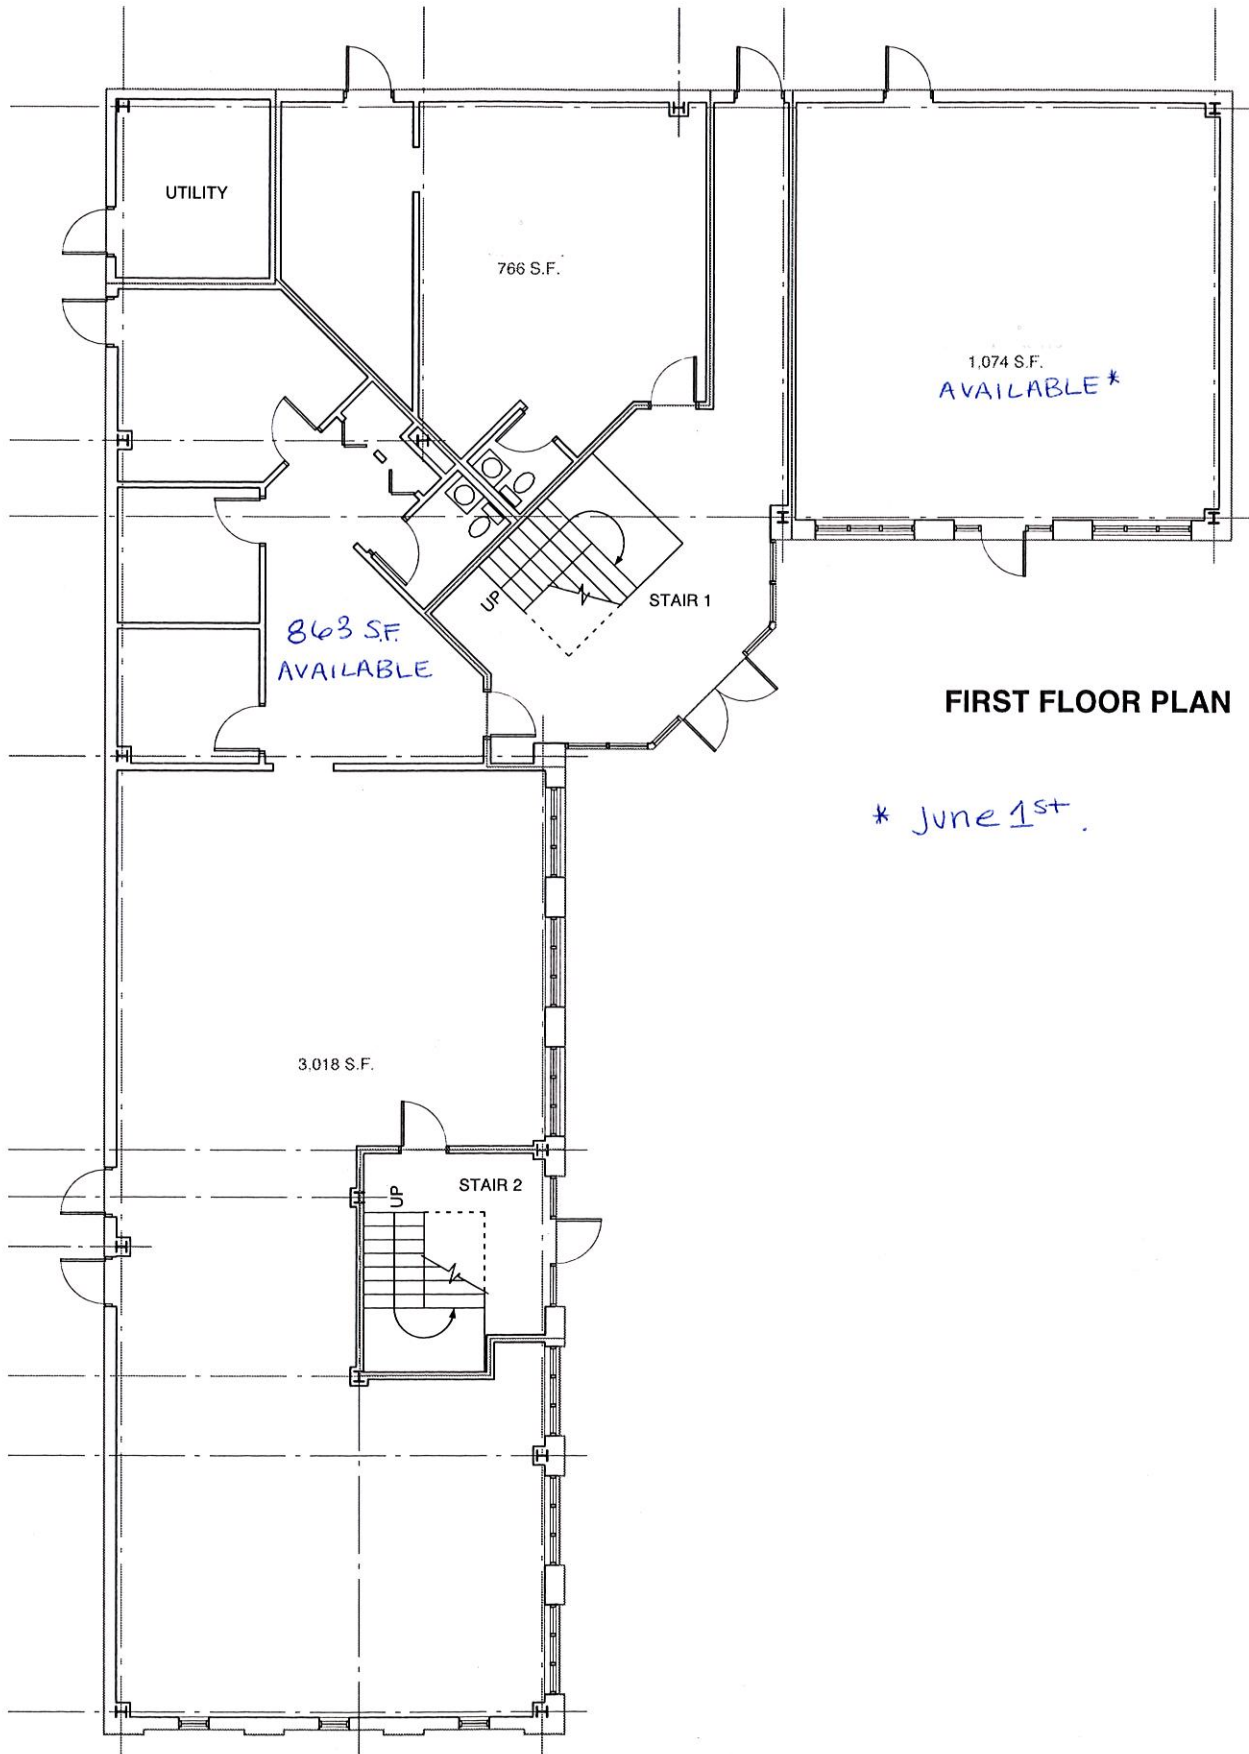 UTILITY
766 S.F.
1,074 S.F.
AVAILABLE*
UP
STAIR 1
863 S.F.
AVAILABLE
FIRST FLOOR PLAN
* June 1st.
3,018 S.F.
UP
STAIR 2